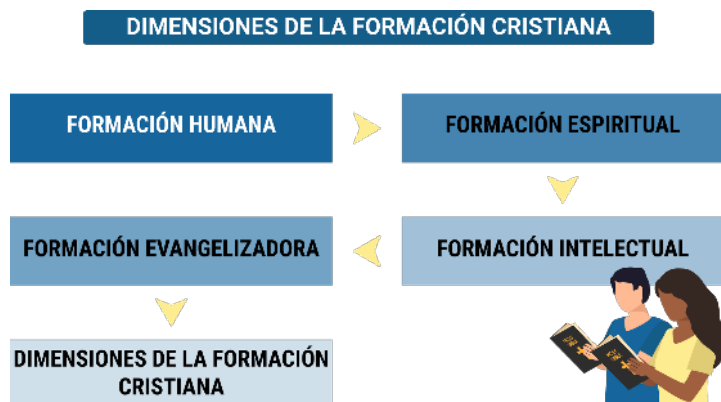 DIMENSIONES DE LA FORMACIÓN CRISTIANA
FORMACIÓN HUMANA
FORMACIÓN ESPIRITUAL
FORMACIÓN INTELECTUAL
FORMACIÓN EVANGELIZADORA
DIMENSIONES DE LA FORMACIÓN
CRISTIANA